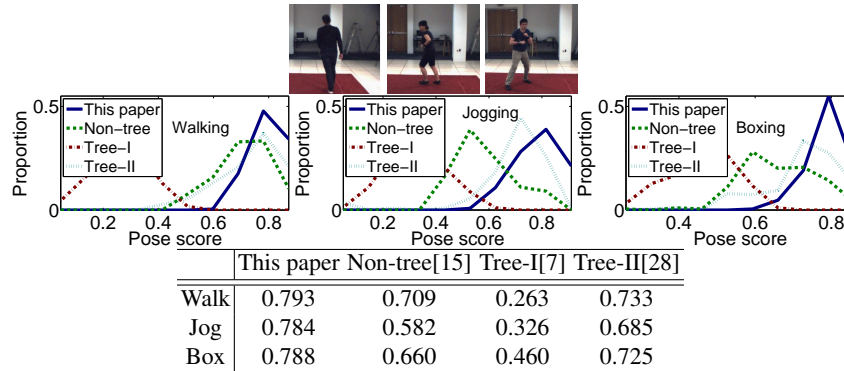 0.5
0
Proportion
This paper
Non-tree
Tree-I
Tree-II
Walking
0.2 0.4 0.6 0.8
Pose score
0.5
0
Proportion
This paper
Non-tree
Tree-I
Tree-II
Jogging
0.2 0.4 0.6 0.8
Pose score
0.5
0
Proportion
This paper
Non-tree
Tree-I
Tree-II
Boxing
0.4 0.6 0.8
Pose score
This paper Non-tree[15] Tree-I[7] Tree-II[28]
Walk 0.793 0.709 0.263 0.733
Jog 0.784 0.582 0.326 0.685
Box 0.788 0.660 0.460 0.725